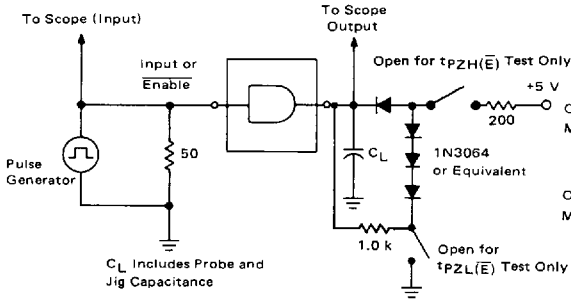 To Scope (Input)
To Scope
Output
Input or
Enable
Open for tPZH(E̅) Test Only
+5 V
200
Pulse
Generator
50
CL
1N3064
or Equivalent
1.0 k
CL Includes Probe and
Jig Capacitance
Open for
tPZL(E̅) Test Only
O
M
O
M